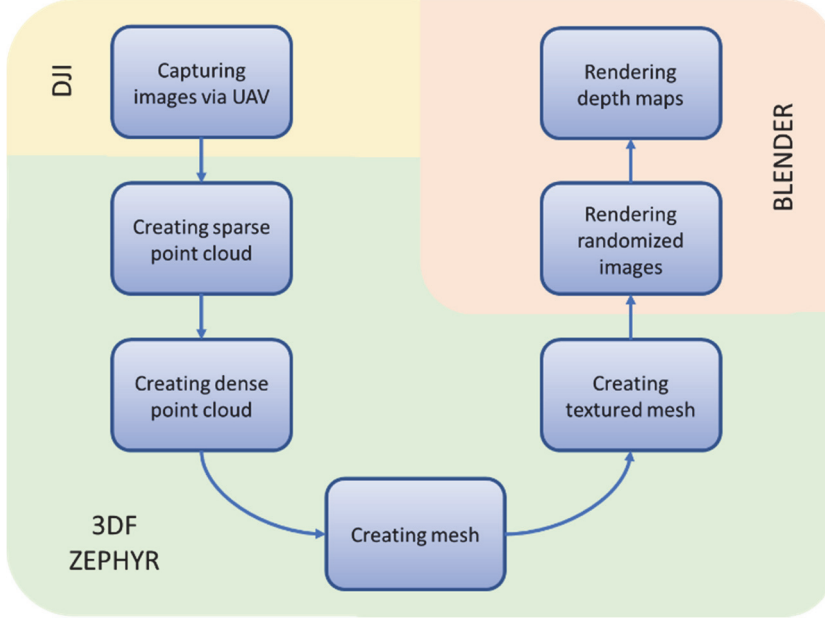 DJI
Capturing
images via UAV
Creating sparse
point cloud
Creating dense
point cloud
3DF
ZEPHYR
Creating mesh
Creating
textured mesh
Rendering
randomized
images
Rendering
depth maps
BLENDER